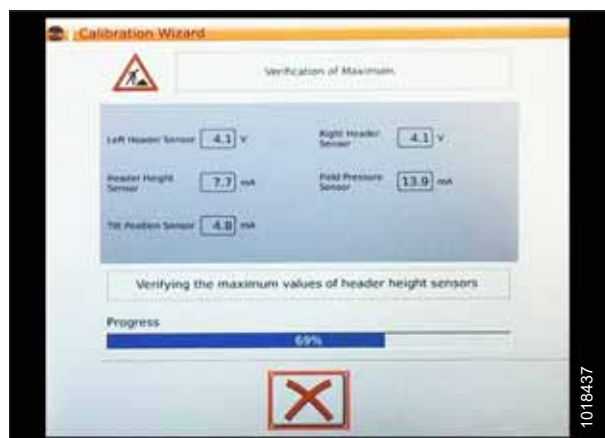 Calibration Wizard
Verification of Maximum
Left Header Sensor 4.1 V
Right Header Sensor 4.1 V
Header Height Sensor 7.7 mA
Field Pressure Sensor 13.9 mA
Tilt Position Sensor 4.8 mA
Verifying the maximum values of header height sensors
Progress
69%
1018437